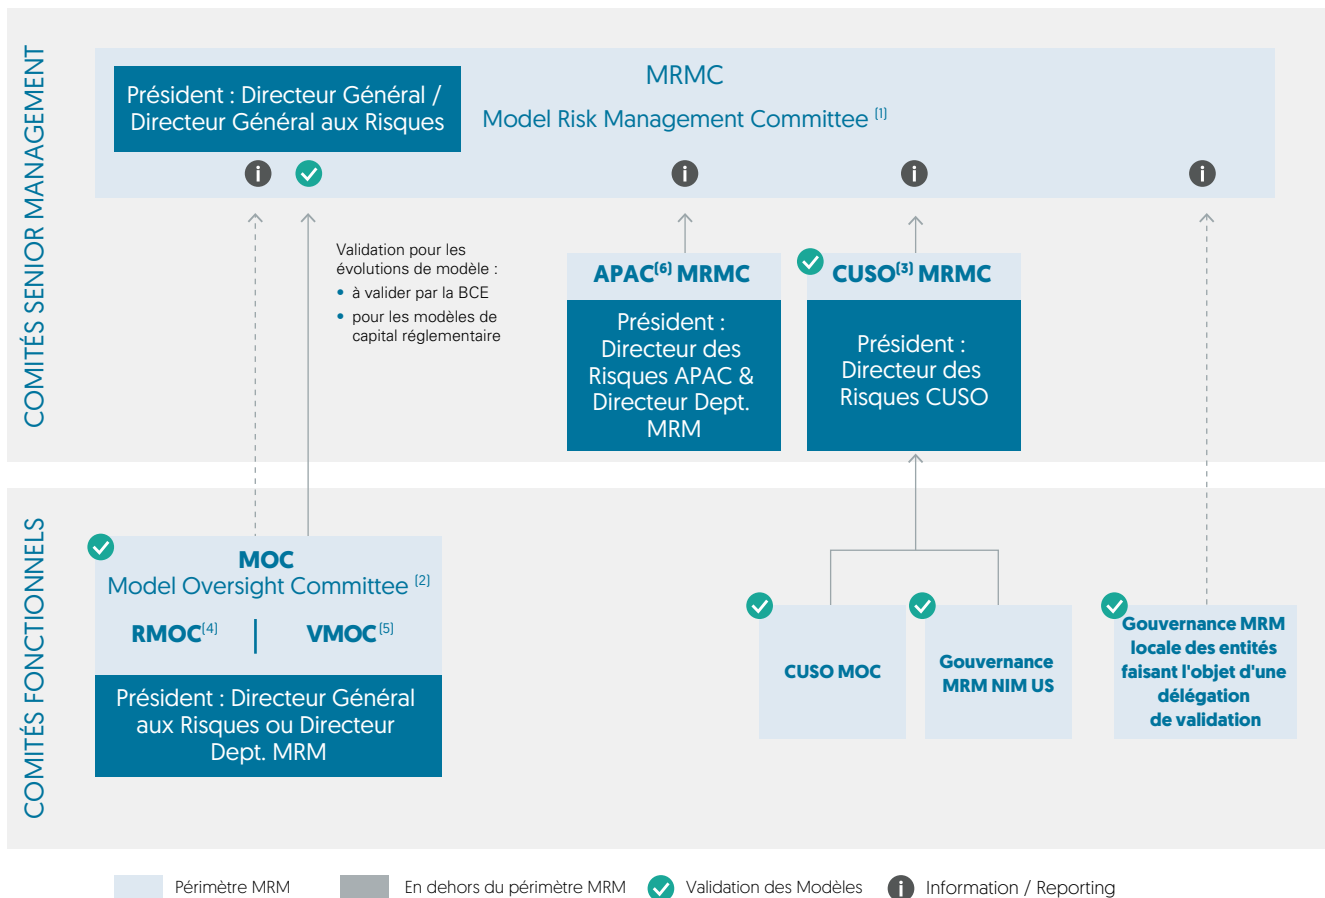 COMITÉS SENIOR MANAGEMENT
MRMC
Model Risk Management Committee (1)
Président : Directeur Général /
Directeur Général aux Risques
i
i
i
i
Validation pour les
évolutions de modèle :
• à valider par la BCE
• pour les modèles de
capital réglementaire
APAC(6) MRMC
Président :
Directeur des
Risques APAC &
Directeur Dept.
MRM
CUSO(3) MRMC
Président :
Directeur des
Risques CUSO
COMITÉS FONCTIONNELS
MOC
Model Oversight Committee (2)
RMOC(4) | VMOC(5)
Président : Directeur Général
aux Risques ou Directeur
Dept. MRM
CUSO MOC
Gouvernance
MRM NIM US
Gouvernance MRM
locale des entités
faisant l'objet d'une
délégation
de validation
Périmètre MRM
En dehors du périmètre MRM
Validation des Modèles
i Information / Reporting